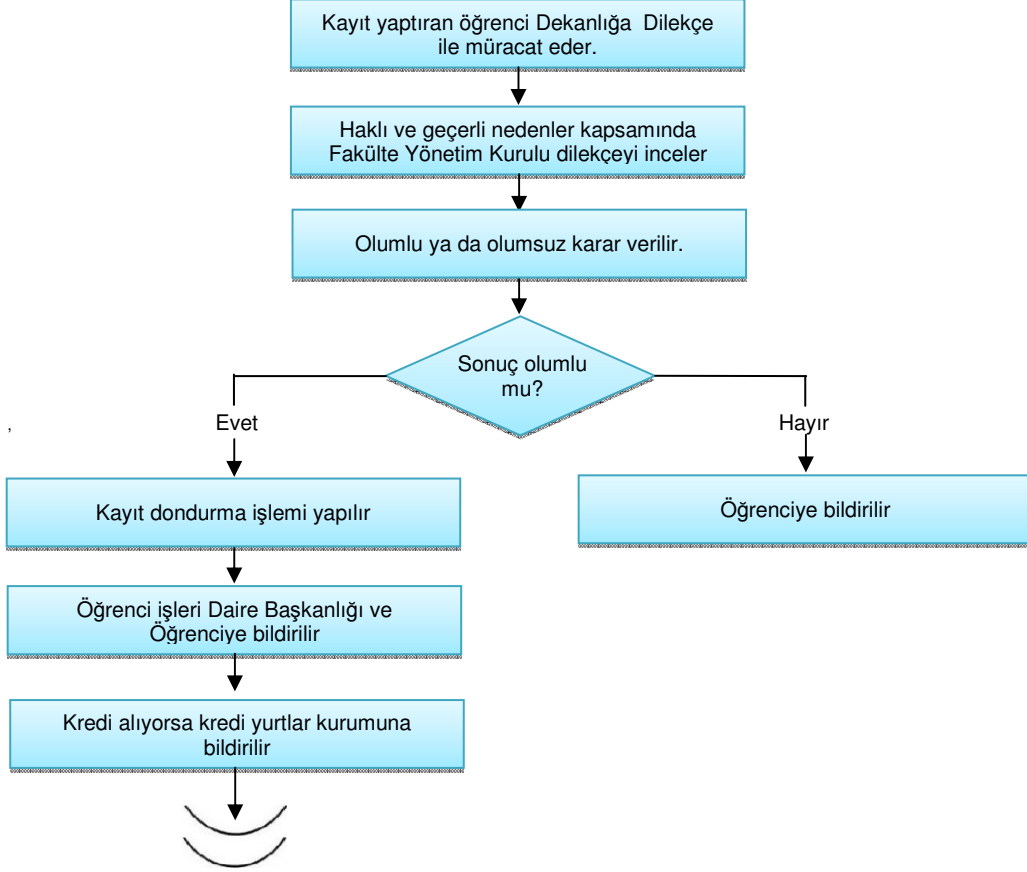 Kayıt yaptıran öğrenci Dekanlığa Dilekçe
ile müracat eder.
Haklı ve geçerli nedenler kapsamında
Fakülte Yönetim Kurulu dilekçeyi inceler
Olumlu ya da olumsuz karar verilir.
Sonuç olumlu
mu?
,
Evet
Hayır
Kayıt dondurma işlemi yapılır
Öğrenciye bildirilir
Öğrenci işleri Daire Başkanlığı ve
Öğrenciye bildirilir
Kredi alıyorsa kredi yurtlar kurumuna
bildirilir